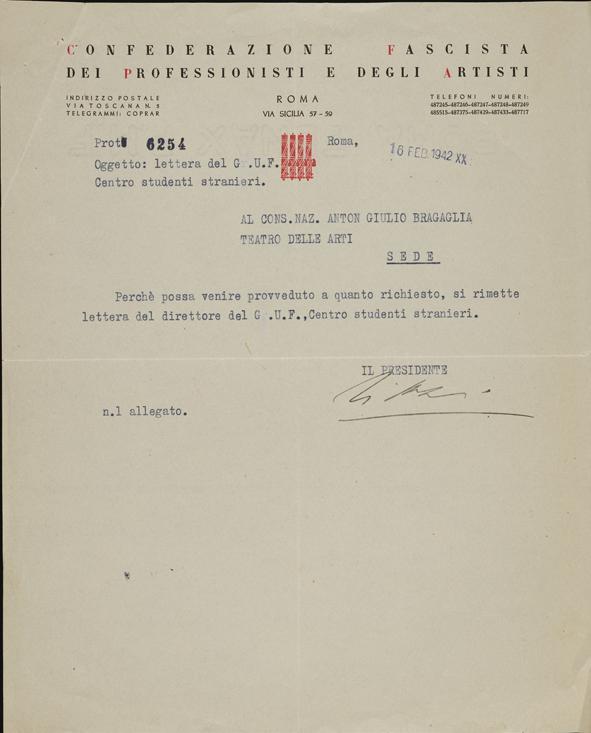 CONFEDERAZIONE FASCISTA
DEI PROFESSIONISTI E DEGLI ARTISTI
INDIRIZZO POSTALE
VIA TOSCANA N. 5
TELEGRAMMI: COPRAR
ROMA
VIA SICILIA 57-59
TELEFONI NUMERI:
487245-487246-487247-487248-487249
485515-487375-487429-487433-487717
Prot. 6254
Roma,
16 FEB. 1942 XX
Oggetto: lettera del G .U.F.
Centro studenti stranieri.
AL CONS.NAZ. ANTON GIULIO BRAGAGLIA
TEATRO DELLE ARTI
SEDE
Perchè possa venire provveduto a quanto richiesto, si rimette
lettera del direttore del G .U.F.,Centro studenti stranieri.
IL PRESIDENTE
n.1 allegato.